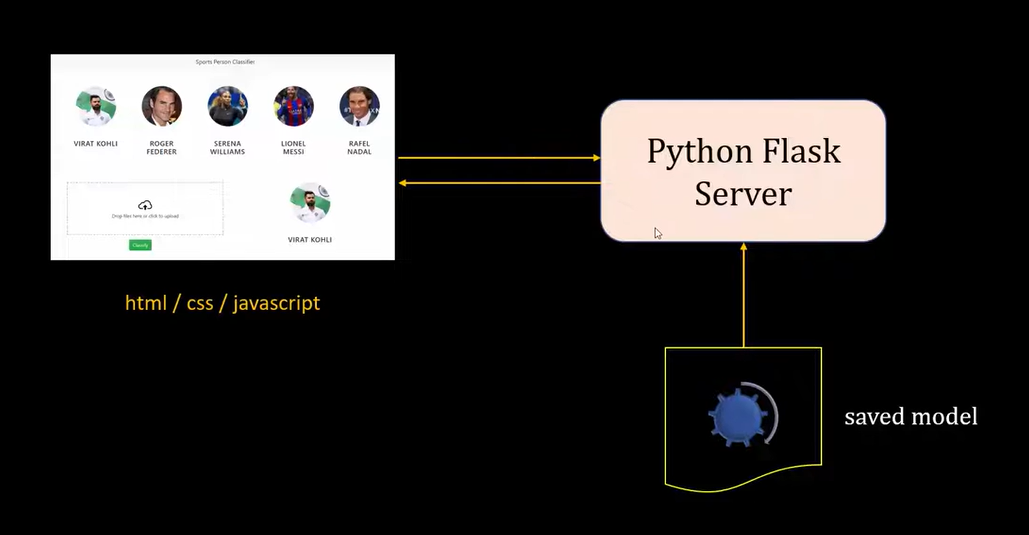 Sports Person Classifier
VIRAT KOHLI
ROGER
FEDERER
SERENA
WILLIAMS
LIONEL
MESSI
RAFEL
NADAL
Drop files here or click to upload
Classify
VIRAT KOHLI
html / css / javascript
Python Flask
Server
saved model